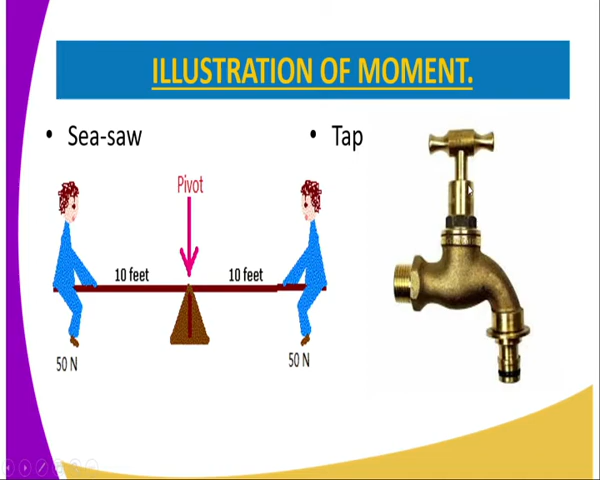 ILLUSTRATION OF MOMENT.
• Sea-saw
• Tap
Pivot
10 feet
10 feet
50 N
50 N